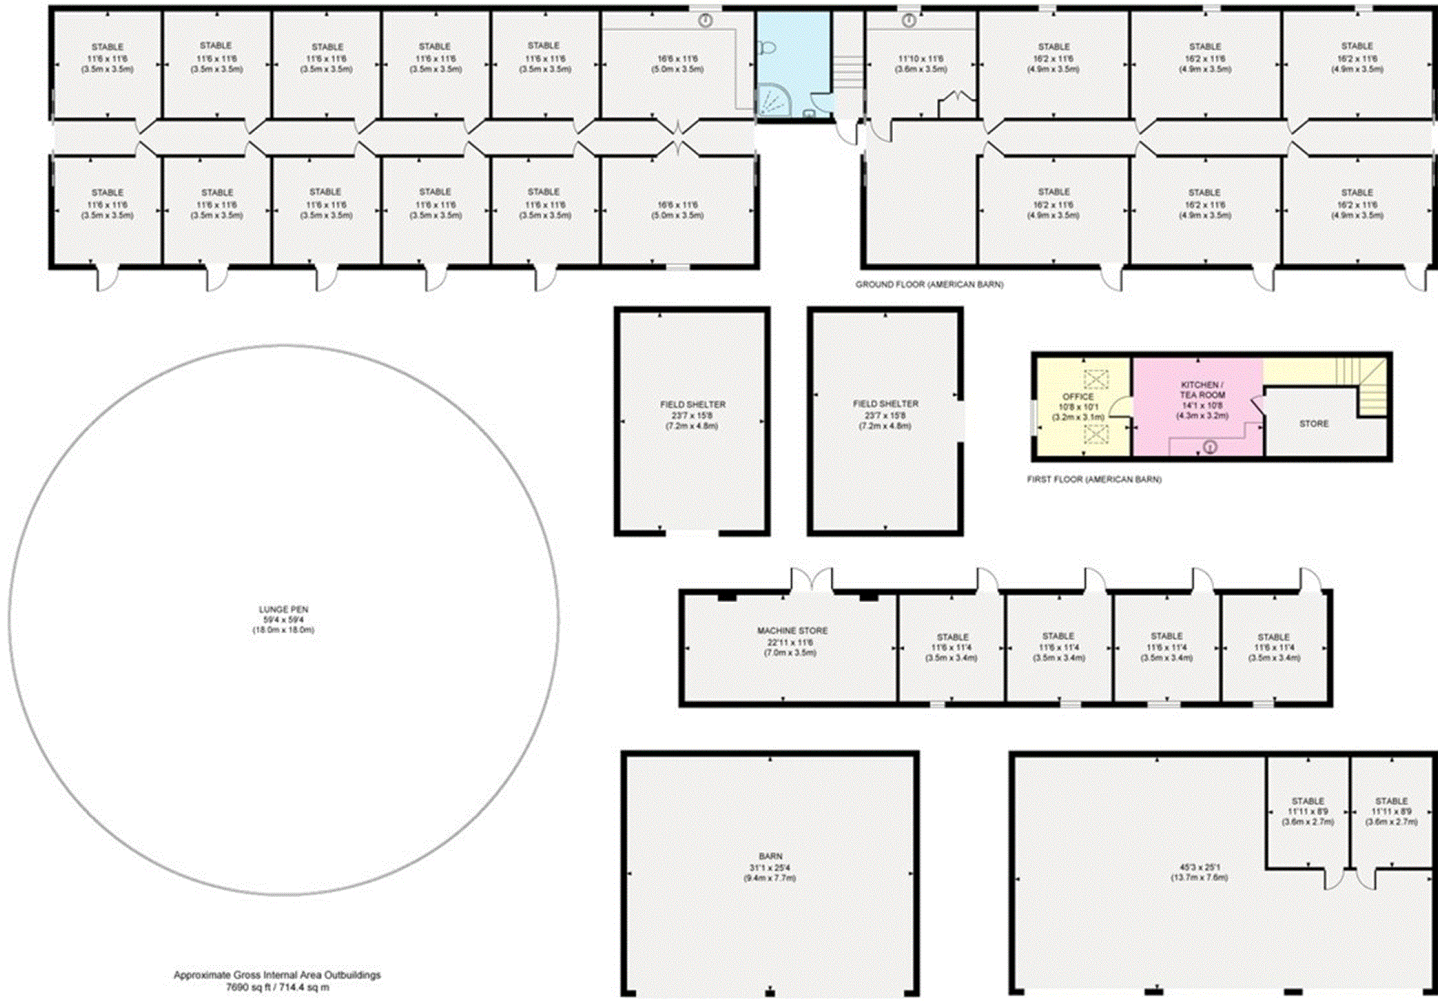 STABLE
11'6 x 11'6
(3.5m x 3.5m)
STABLE
11'6 x 11'6
(3.5m x 3.5m)
STABLE
11'6 x 11'6
(3.5m x 3.5m)
STABLE
11'6 x 11'6
(3.5m x 3.5m)
STABLE
11'6 x 11'6
(3.5m x 3.5m)
16'6 x 11'6
(5.0m x 3.5m)
11'10 x 11'6
(3.6m x 3.5m)
STABLE
16'2 x 11'6
(4.9m x 3.5m)
STABLE
16'2 x 11'6
(4.9m x 3.5m)
STABLE
16'2 x 11'6
(4.9m x 3.5m)
STABLE
11'6 x 11'6
(3.5m x 3.5m)
STABLE
11'6 x 11'6
(3.5m x 3.5m)
STABLE
11'6 x 11'6
(3.5m x 3.5m)
STABLE
11'6 x 11'6
(3.5m x 3.5m)
STABLE
11'6 x 11'6
(3.5m x 3.5m)
16'6 x 11'6
(5.0m x 3.5m)
STABLE
16'2 x 11'6
(4.9m x 3.5m)
STABLE
16'2 x 11'6
(4.9m x 3.5m)
STABLE
16'2 x 11'6
(4.9m x 3.5m)
GROUND FLOOR (AMERICAN BARN)
FIELD SHELTER
23'7 x 15'8
(7.2m x 4.8m)
FIELD SHELTER
23'7 x 15'8
(7.2m x 4.8m)
OFFICE
10'8 x 10'1
(3.2m x 3.1m)
KITCHEN /
TEA ROOM
14'1 x 10'8
(4.3m x 3.2m)
STORE
FIRST FLOOR (AMERICAN BARN)
LUNGE PEN
59'4 x 59'4
(18.0m x 18.0m)
MACHINE STORE
22'11 x 11'6
(7.0m x 3.5m)
STABLE
11'6 x 11'4
(3.5m x 3.4m)
STABLE
11'6 x 11'4
(3.5m x 3.4m)
STABLE
11'6 x 11'4
(3.5m x 3.4m)
STABLE
11'6 x 11'4
(3.5m x 3.4m)
BARN
31'1 x 25'4
(9.4m x 7.7m)
45'3 x 25'1
(13.7m x 7.6m)
STABLE
11'11 x 8'9
(3.6m x 2.7m)
STABLE
11'11 x 8'9
(3.6m x 2.7m)
Approximate Gross Internal Area Outbuildings
7690 sq ft / 714.4 sq m